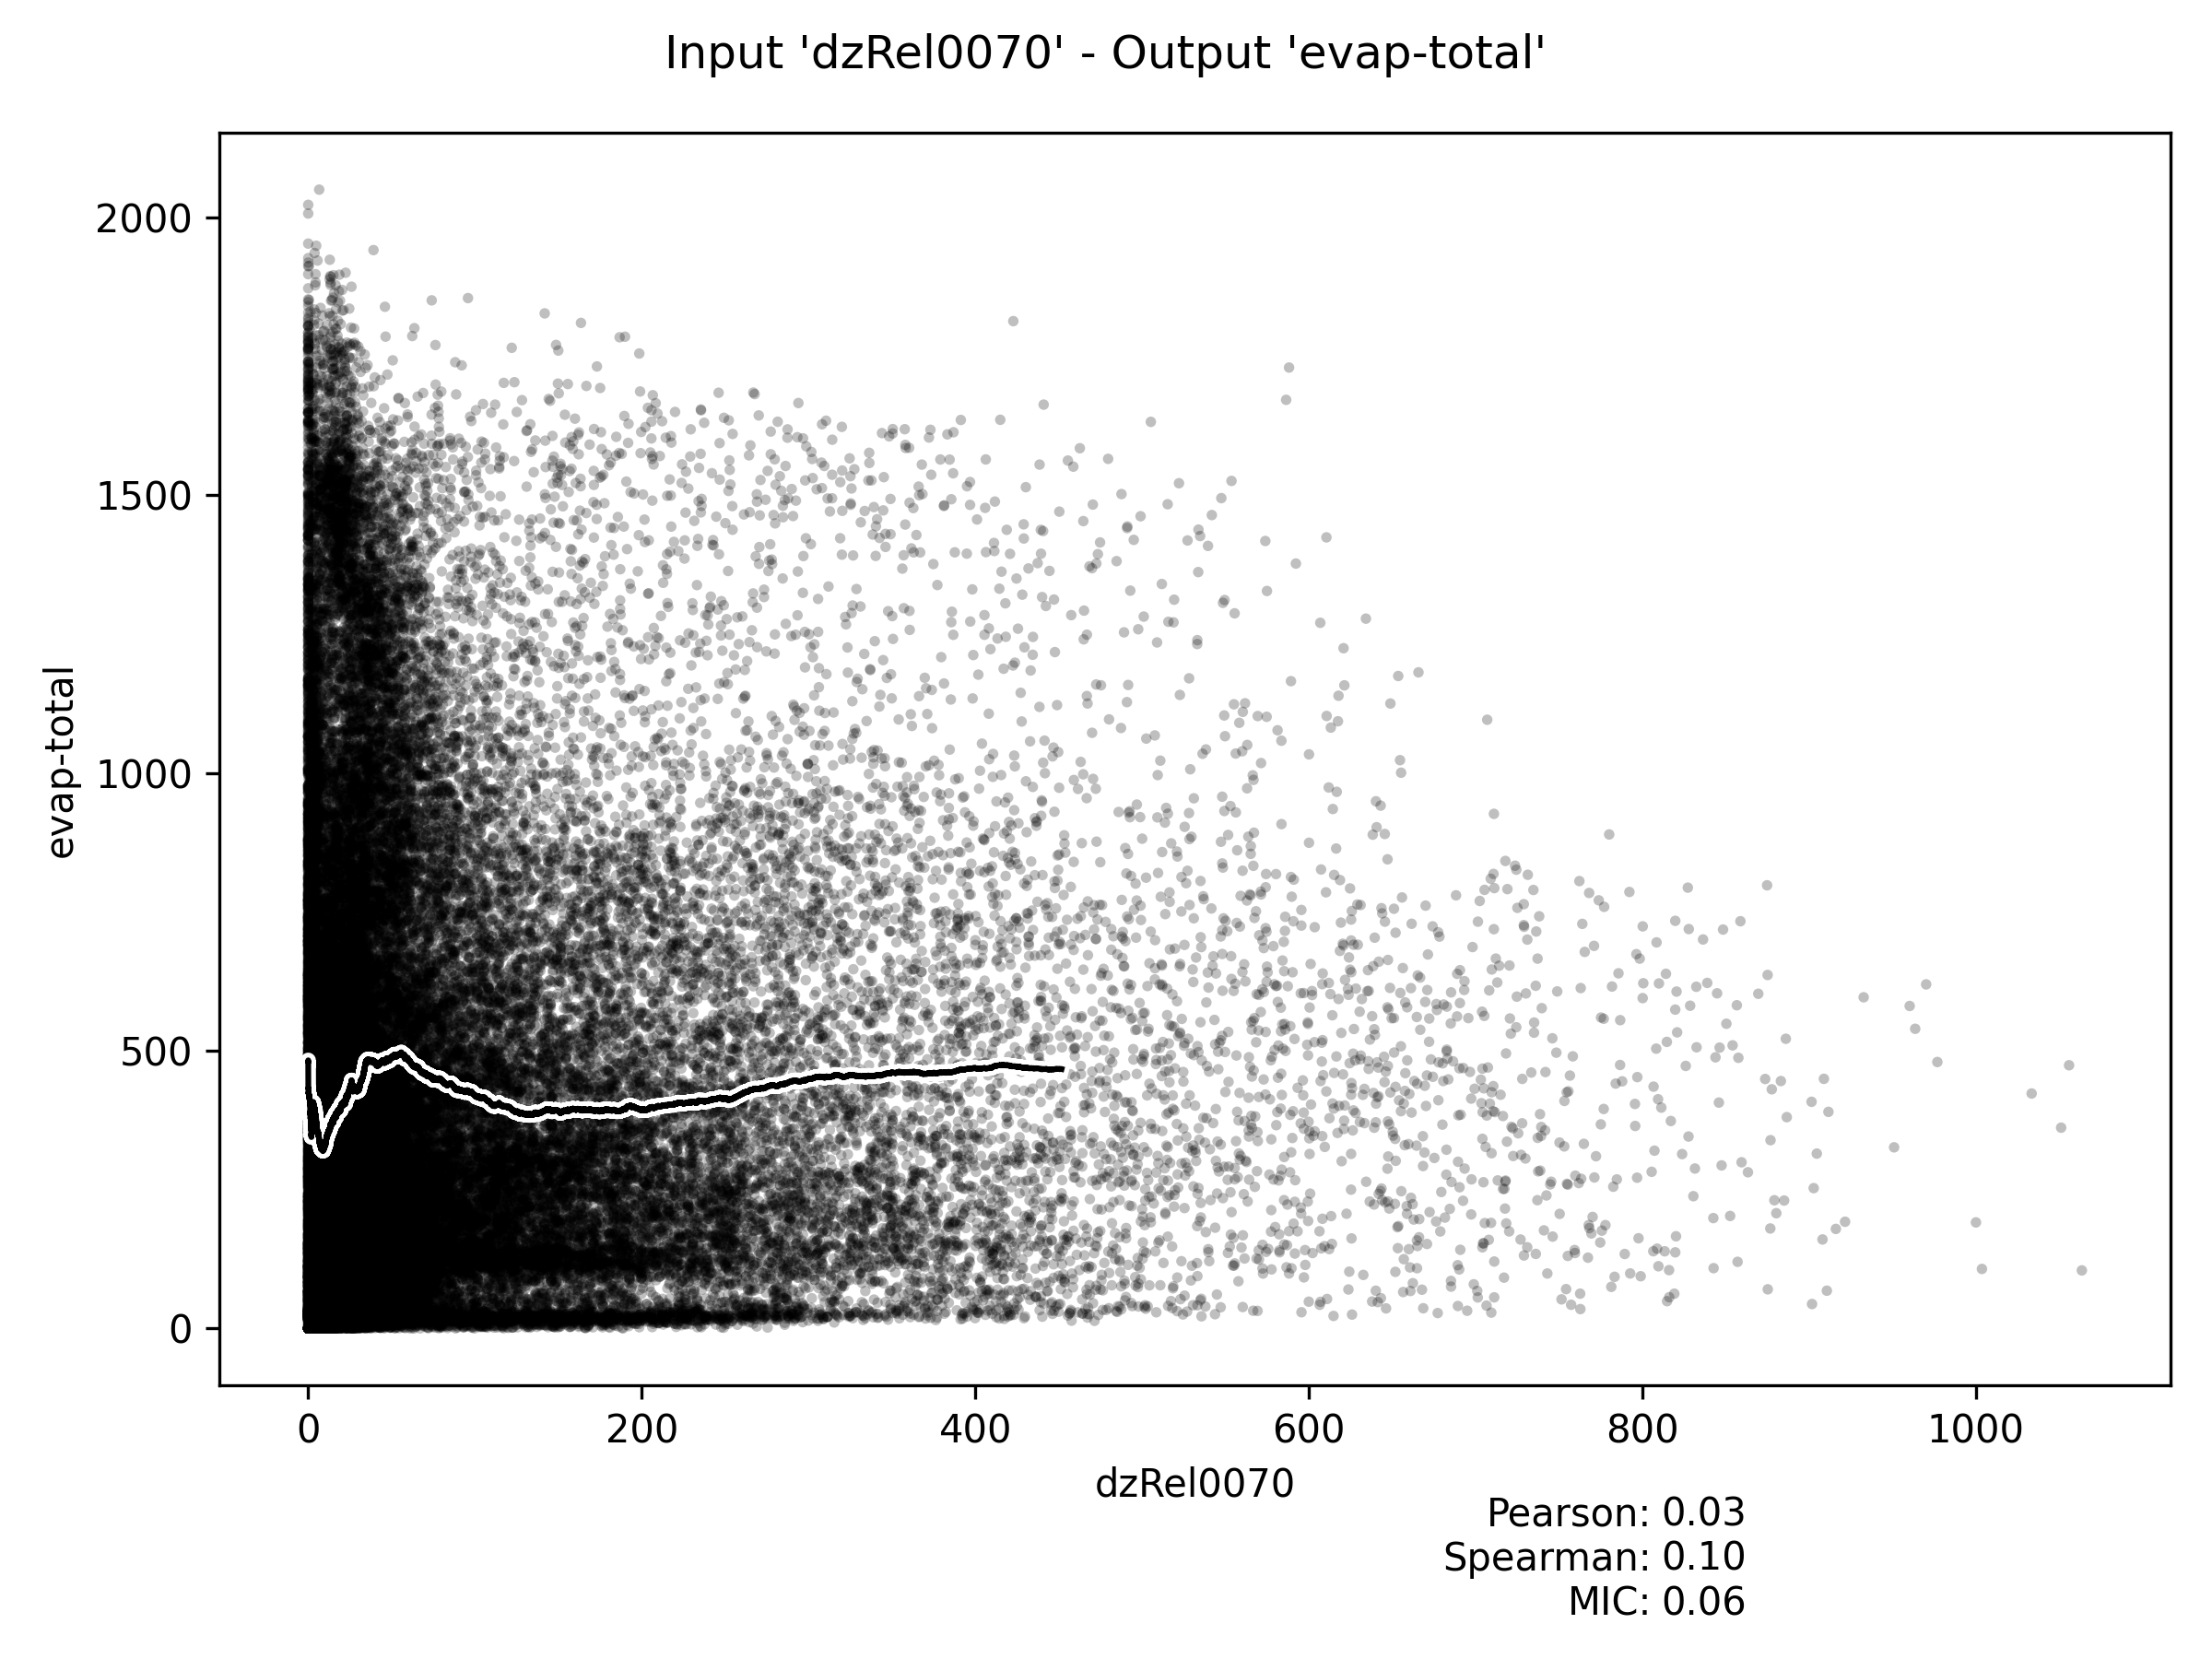 Input 'dzRel0070' - Output 'evap-total'
2000
1500
1000
500
0
evap-total
0 200 400 600 800 1000
dzRel0070
Pearson: 0.03
Spearman: 0.10
MIC: 0.06